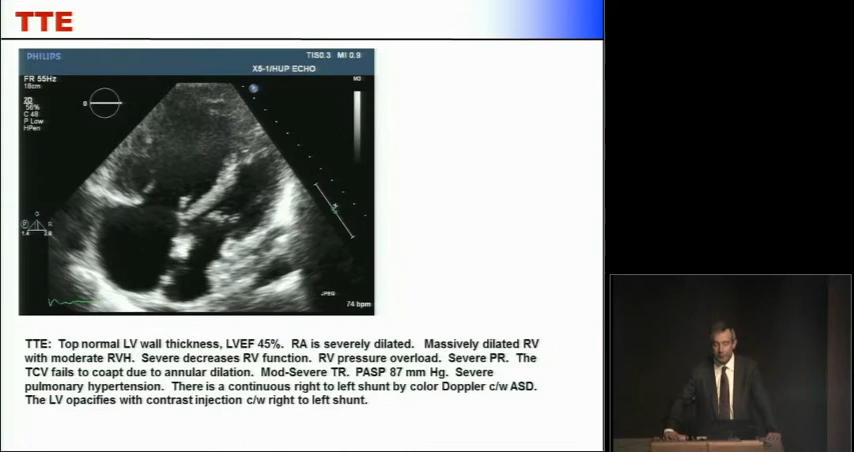 TTE
PHILIPS
TIS0.3 MI 0.9
X5-1/HUP ECHO
FR 55Hz
18cm
M3
2D
56%
C 48
P Low
HPen
P
R
1.4
2.8
JPEG
74 bpm
TTE: Top normal LV wall thickness, LVEF 45%. RA is severely dilated. Massively dilated RV
with moderate RVH. Severe decreases RV function. RV pressure overload. Severe PR. The
TCV fails to coapt due to annular dilation. Mod-Severe TR. PASP 87 mm Hg. Severe
pulmonary hypertension. There is a continuous right to left shunt by color Doppler c/w ASD.
The LV opacifies with contrast injection c/w right to left shunt.